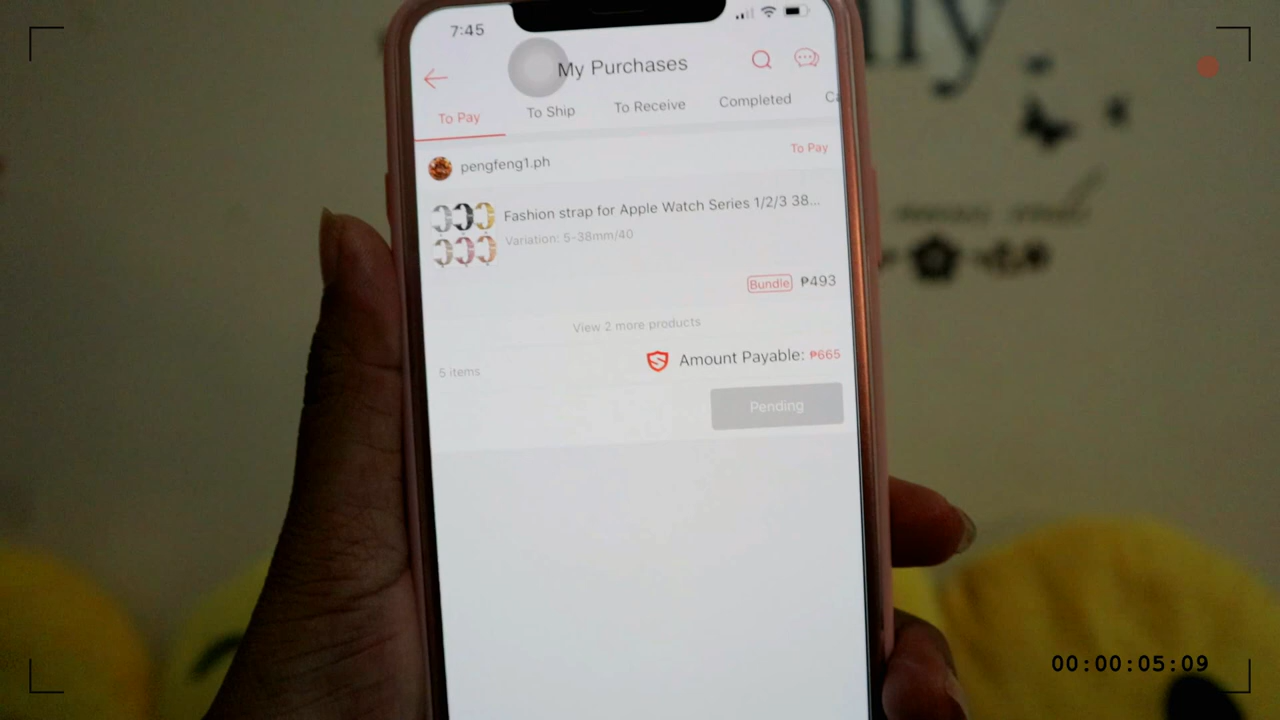 7:45
My Purchases
To Pay
To Ship
To Receive
Completed
pengfeng1.ph
To Pay
Fashion strap for Apple Watch Series 1/2/3 38...
Variation: 5-38mm/40
Bundle ₱493
View 2 more products
5 items
Amount Payable: ₱665
Pending
00:00:05:09